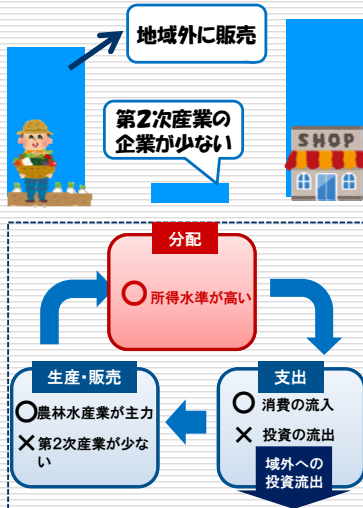 地域外に販売
第2次産業の
企業が少ない
SHOP
分配
○ 所得水準が高い
生産・販売
○農林水産業が主力
×第2次産業が少な
い
支出
○ 消費の流入
× 投資の流出
域外への
投資流出